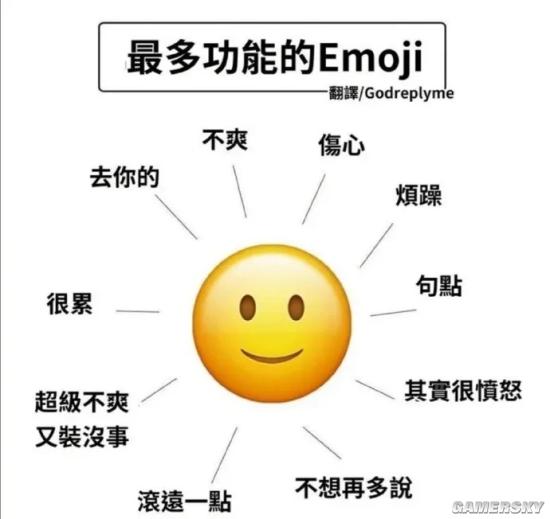 最多功能的Emoji
翻譯/Godreplyme
不爽
傷心
去你的
煩躁
很累
句點
超級不爽
又裝沒事
其實很憤怒
滾遠一點
不想再多說
GAMERSKY